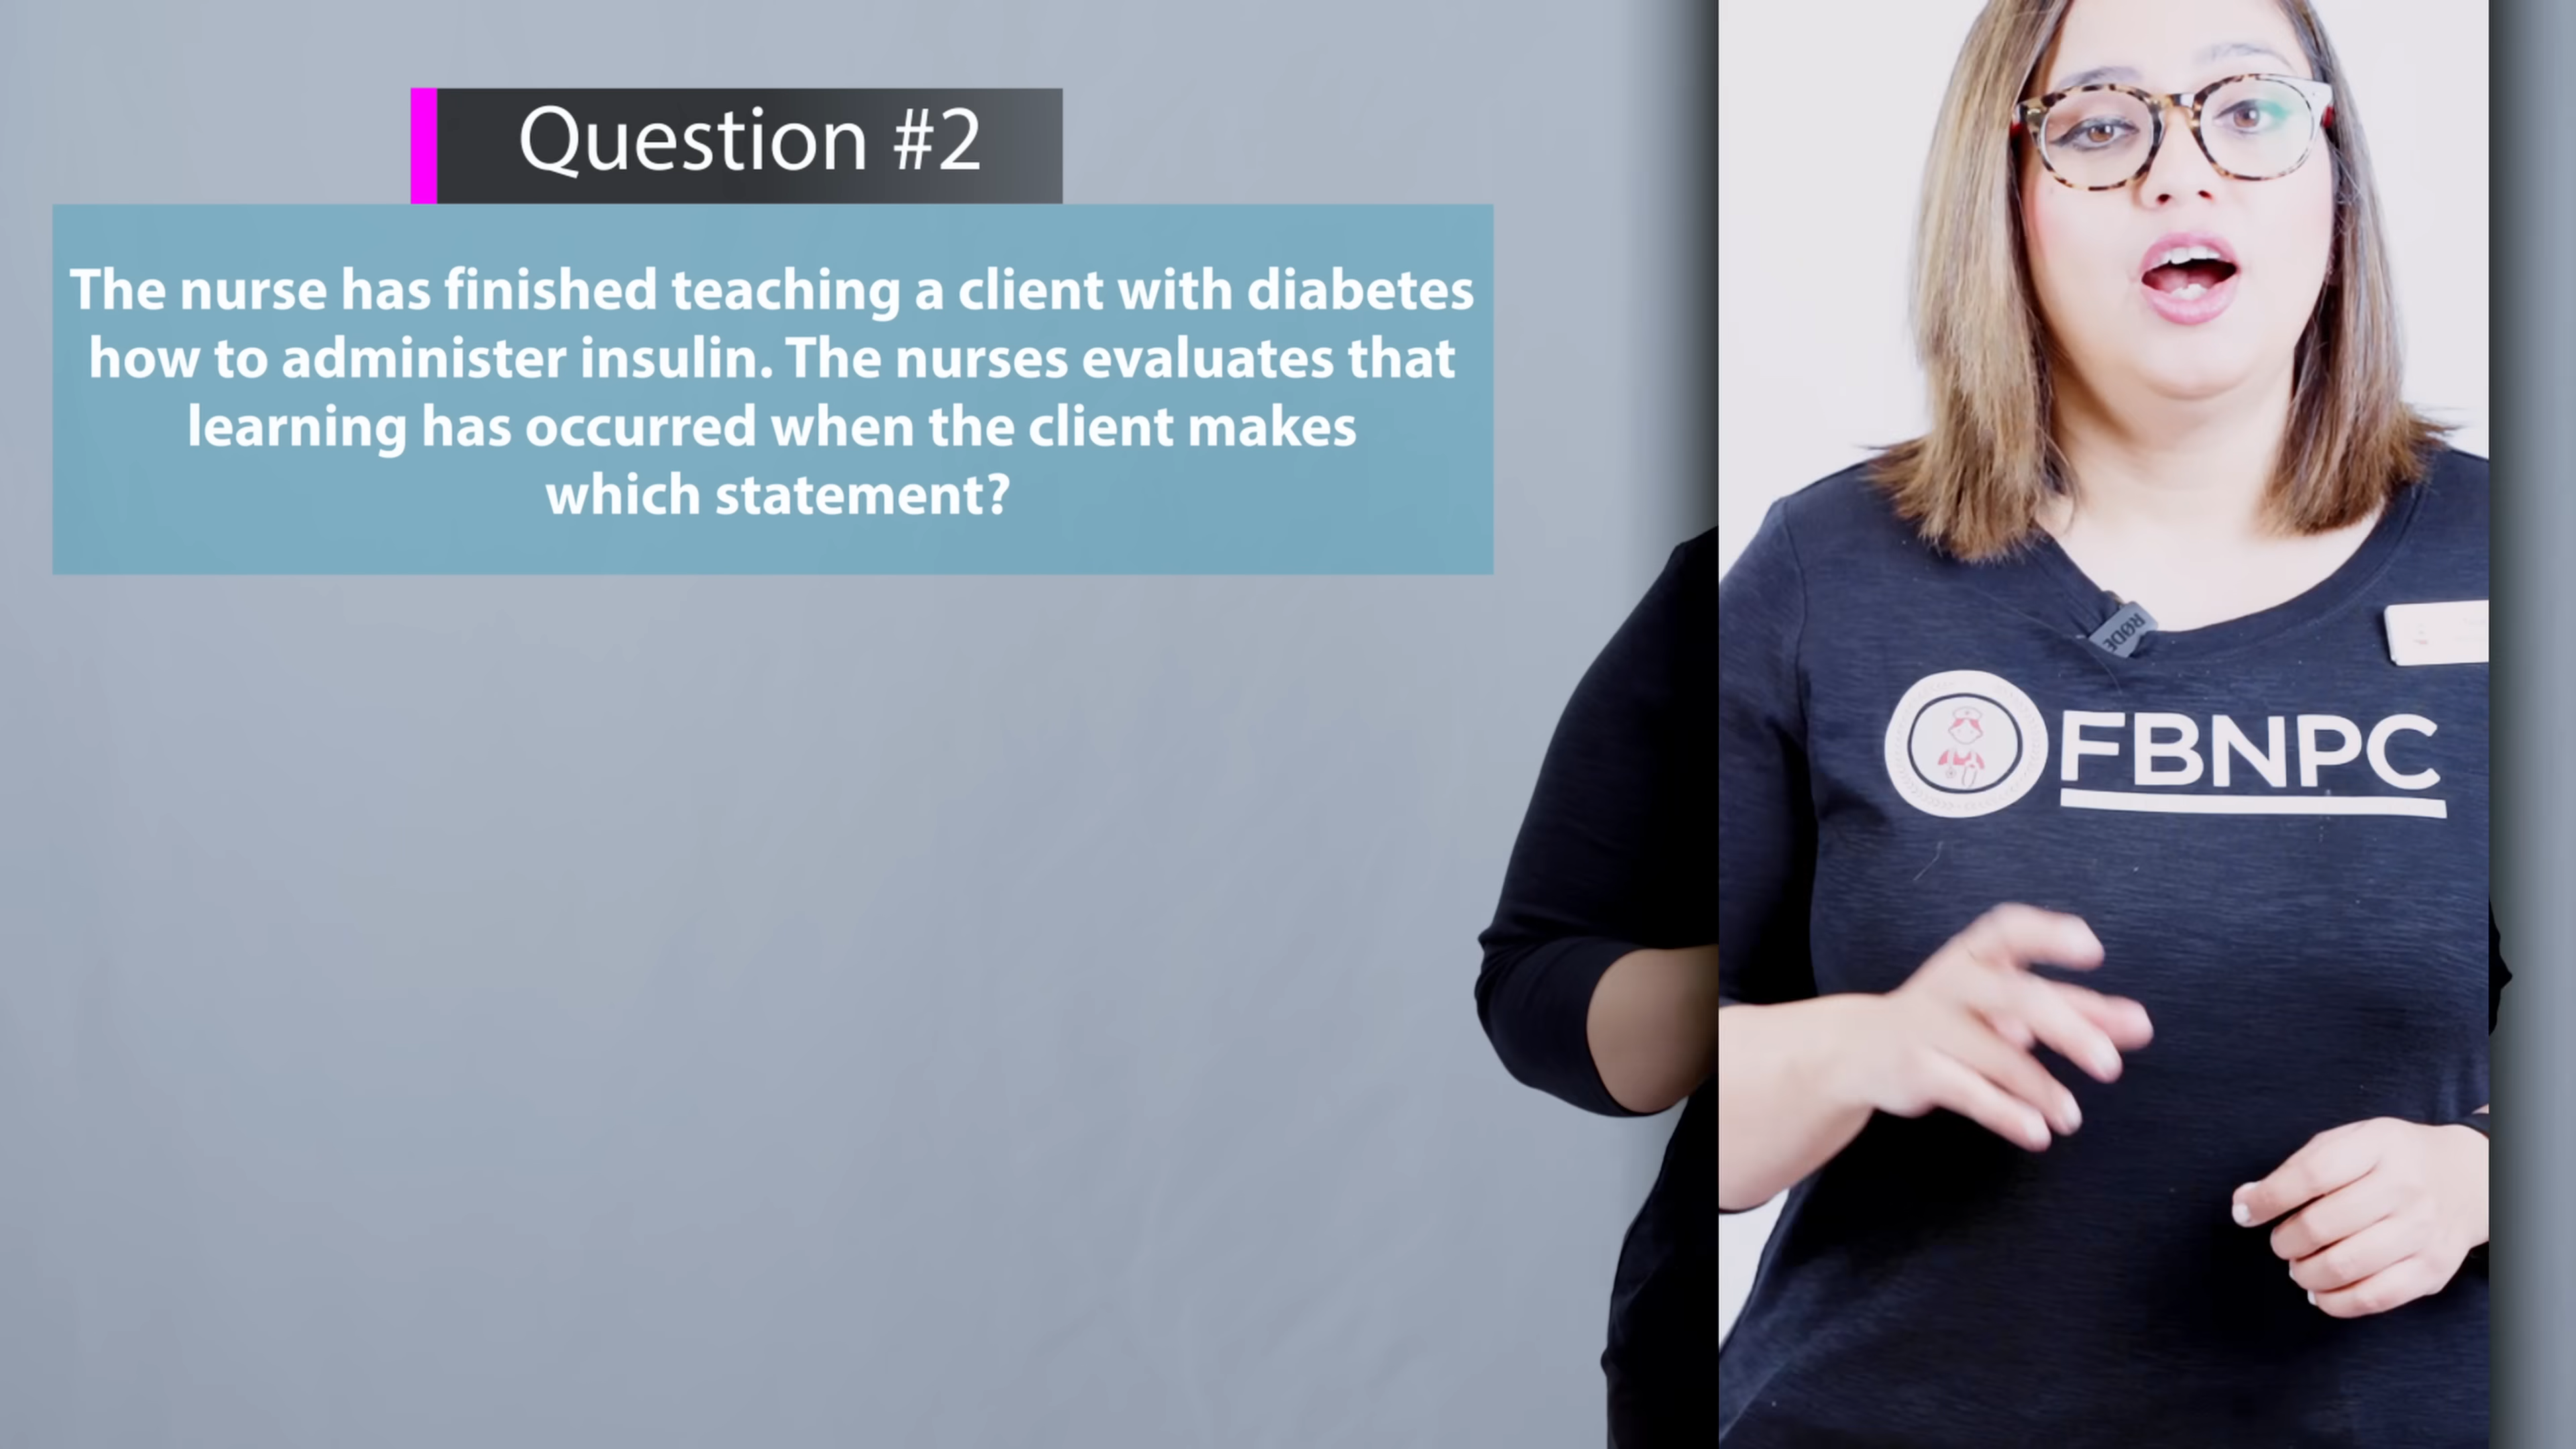 Question #2
The nurse has finished teaching a client with diabetes
how to administer insulin. The nurses evaluates that
learning has occurred when the client makes
which statement?
RØDE
FBNPC